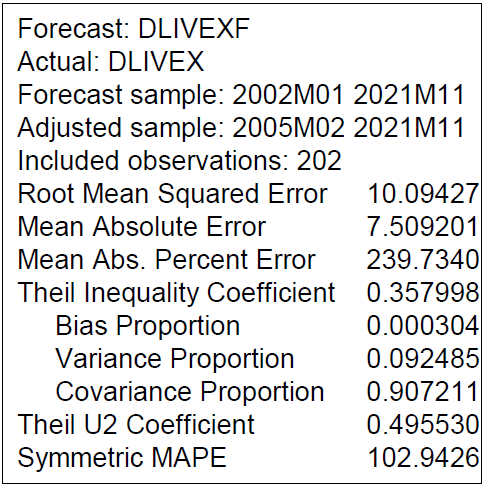 Forecast: DLIVEXF
Actual: DLIVEX
Forecast sample: 2002M01 2021M11
Adjusted sample: 2005M02 2021M11
Included observations: 202
Root Mean Squared Error 10.09427
Mean Absolute Error 7.509201
Mean Abs. Percent Error 239.7340
Theil Inequality Coefficient 0.357998
Bias Proportion 0.000304
Variance Proportion 0.092485
Covariance Proportion 0.907211
Theil U2 Coefficient 0.495530
Symmetric MAPE 102.9426